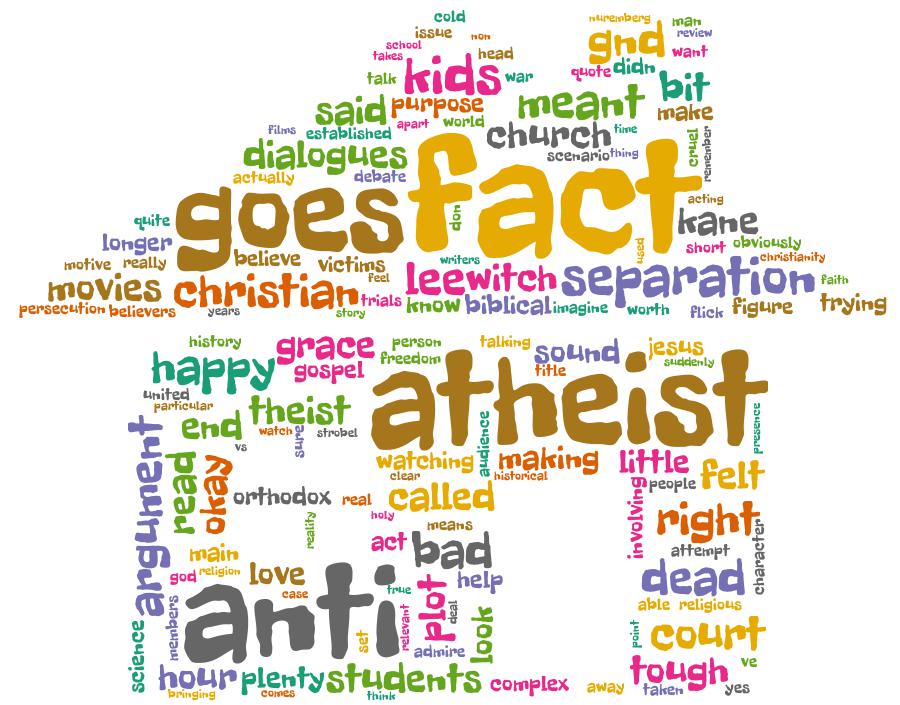 cold
nuremberg
man
issue
non
gnd
review
school
takes
head
want
kids
quote
didn
talk
war
bit
said
purpose
meant
make
films
established
apart
world
church
time
cruel
remember
dialogues
scenario
thing
actually
debate
fact
goes
don
acting
quite
kane
longer
writers
used
short
obviously
motive
really
believe
victims
feel
christianity
movies
christian
leewitch
separation
faith
trials
know
biblical
imagine
worth
flick
figure
trying
persecution
believers
years
story
history
grace
person
talking
sound
jesus
happy
gospel
freedom
title
suddenly
united
particular
theist
atheist
end
watch
sure
strobel
audience
presence
vs
argument
read
okay
watching
making
little
clear
historical
felt
orthodox
real
called
people
involving
reality
holy
means
right
character
main
act
bad
attempt
god
religion
love
help
dead
case
anti
true
plot
deal
able
religious
members
set
relevant
look
point
court
science
admire
hour
plenty
students
complex
tough
ve
bringing
comes
think
away
taken
yes